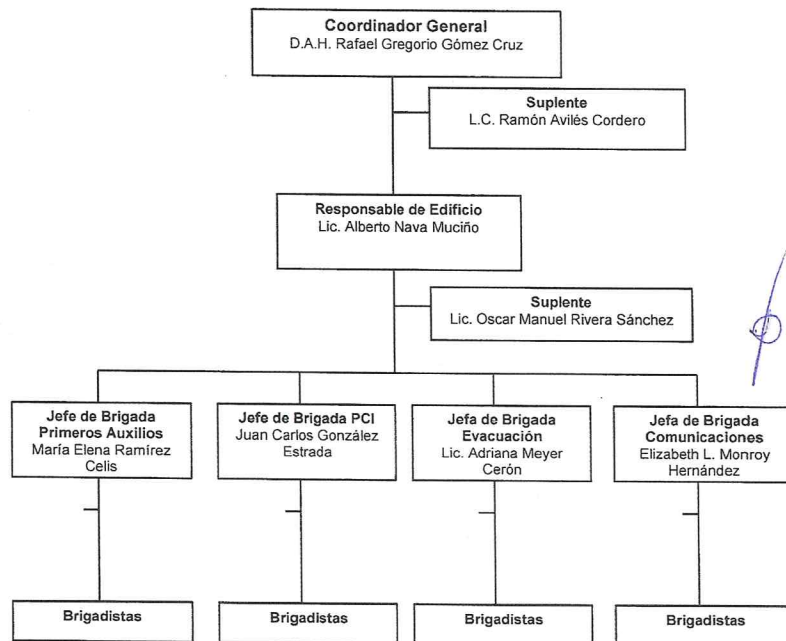 Coordinador General
D.A.H. Rafael Gregorio Gómez Cruz
Suplente
L.C. Ramón Avilés Cordero
Responsable de Edificio
Lic. Alberto Nava Muciño
Suplente
Lic. Oscar Manuel Rivera Sánchez
Jefe de Brigada
Primeros Auxilios
María Elena Ramírez
Celis
Jefe de Brigada PCI
Juan Carlos González
Estrada
Jefa de Brigada
Evacuación
Lic. Adriana Meyer
Cerón
Jefa de Brigada
Comunicaciones
Elizabeth L. Monroy
Hernández
Brigadistas
Brigadistas
Brigadistas
Brigadistas